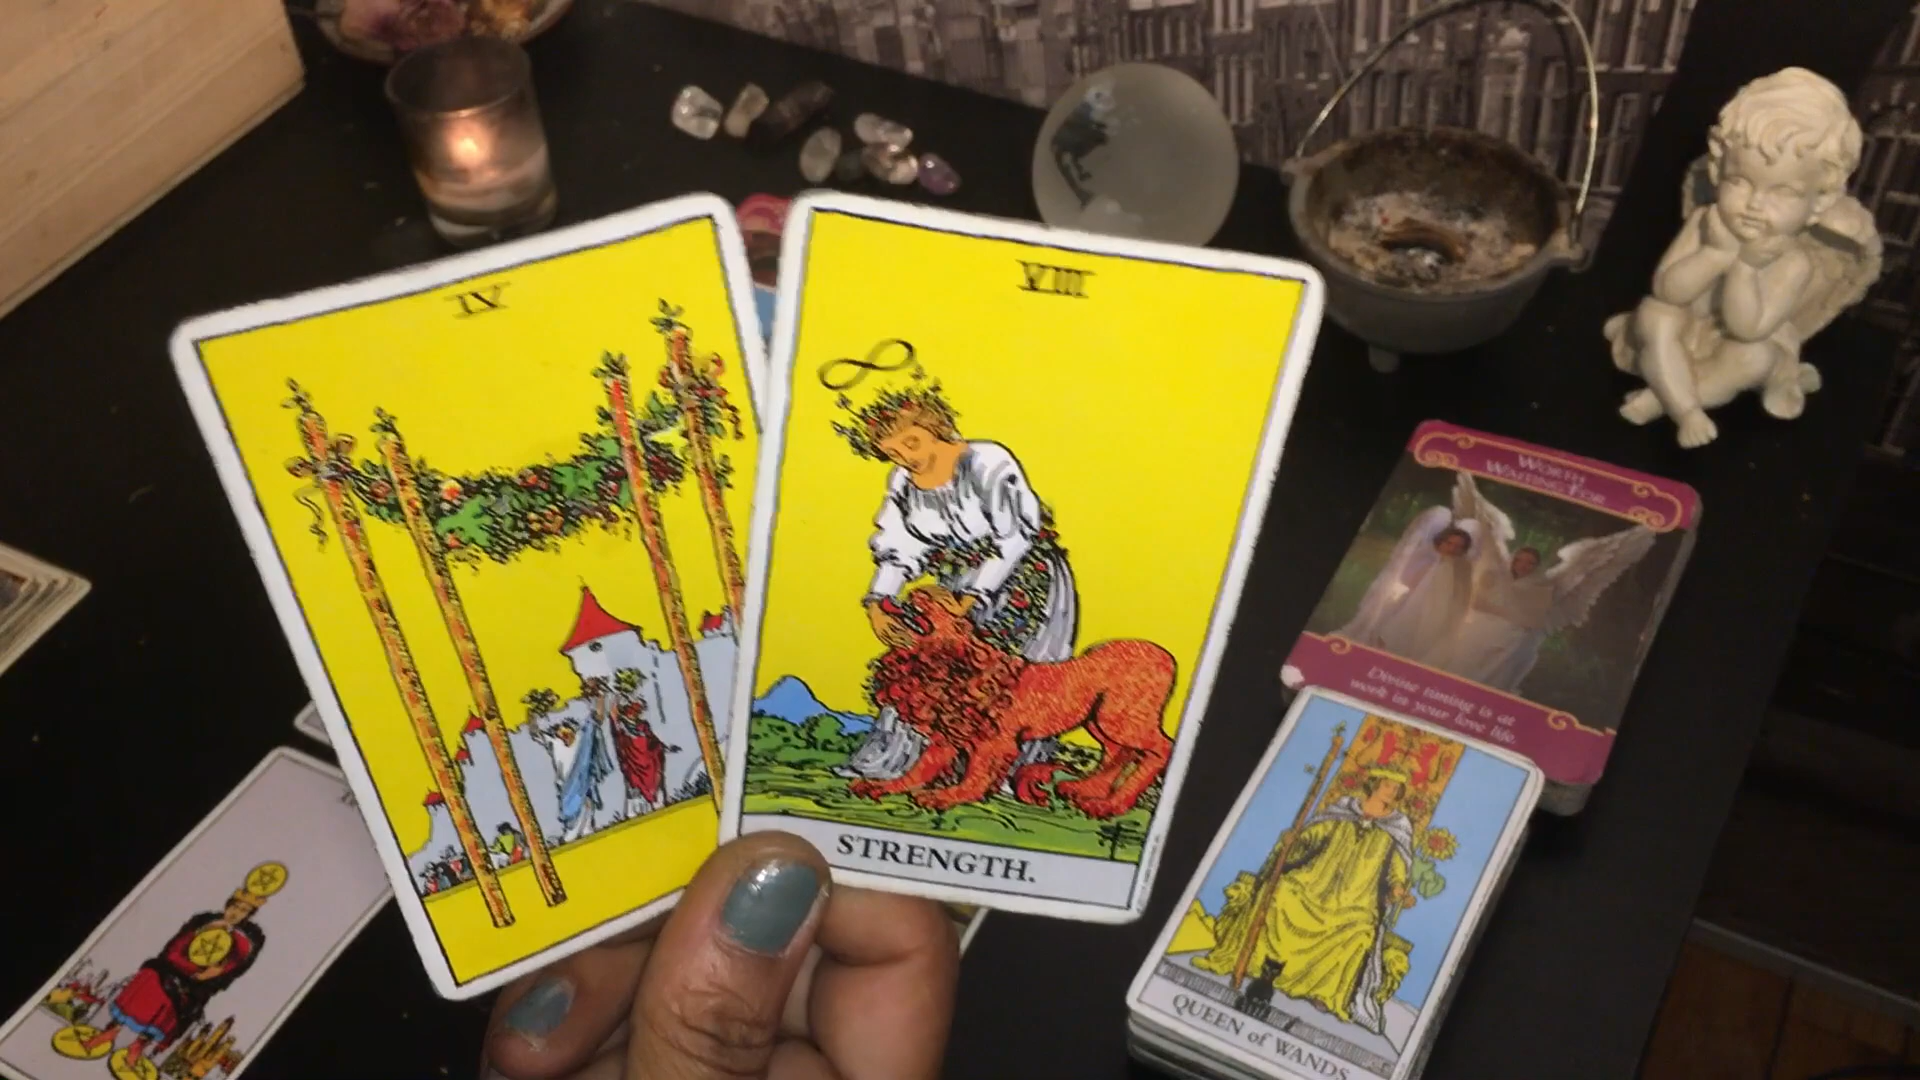 IV
VIII
STRENGTH.
WORTH
WAITING FOR
Divine timing is at
work in your love life.
QUEEN of WANDS